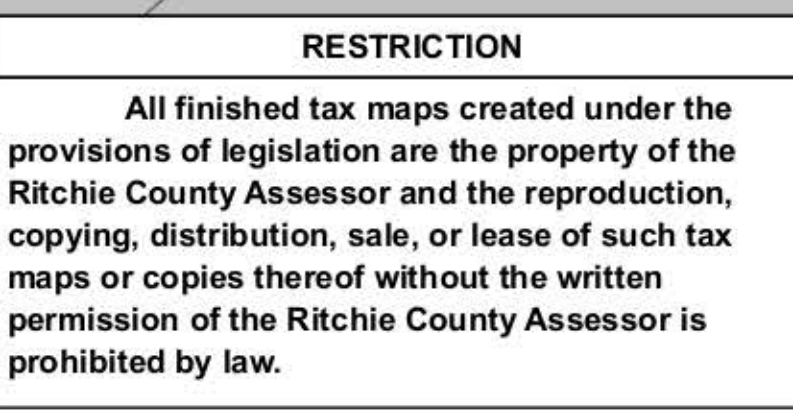 RESTRICTION
All finished tax maps created under the
provisions of legislation are the property of the
Ritchie County Assessor and the reproduction,
copying, distribution, sale, or lease of such tax
maps or copies thereof without the written
permission of the Ritchie County Assessor is
prohibited by law.